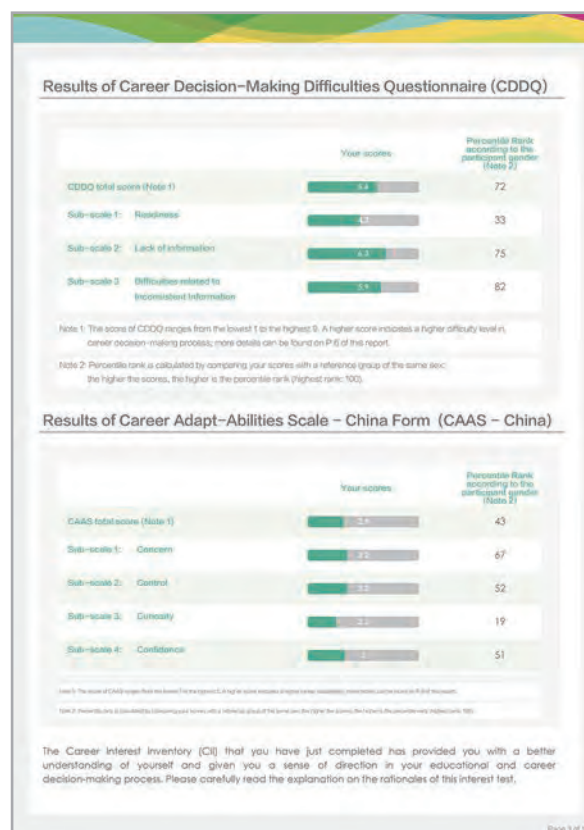 Results of Career Decision-Making Difficulties Questionnaire (CDDQ)
Your scores
Percentile Rank
according to the
participant gender
(Note 2)
CDDQ total score (Note 1) 5.4 72
Sub-scale 1: Readiness 4.3 33
Sub-scale 2: Lack of information 6.3 75
Sub-scale 3 Difficulties related to
Inconsistent Information 5.9 82
Note 1: The score of CDDQ ranges from the lowest 1 to the highest 9. A higher score indicates a higher difficulty level in
career decision-making process; more details can be found on P.6 of this report.
Note 2: Percentile rank is calculated by comparing your scores with a reference group of the same sex:
the higher the scores, the higher is the percentile rank (highest rank: 100).
Results of Career Adapt-Abilities Scale – China Form (CAAS – China)
Your scores
Percentile Rank
according to the
participant gender
(Note 2)
CAAS total score (Note 1) 43
Sub-scale 1: Concern 67
Sub-scale 2: Control 52
Sub-scale 3: Curiosity 19
Sub-scale 4: Confidence 3 51
The Career Interest Inventory (CII) that you have just completed has provided you with a better
understanding of yourself and given you a sense of direction in your educational and career
decision-making process. Please carefully read the explanation on the rationales of this interest test.